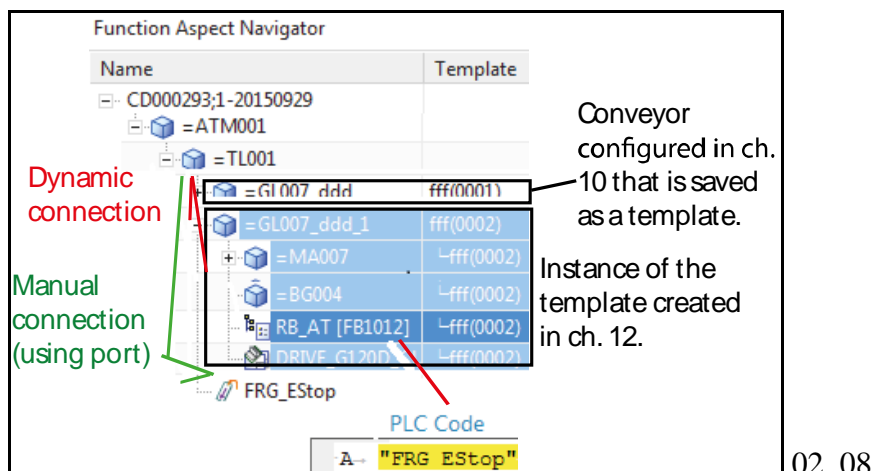 Function Aspect Navigator
Name Template
CD000293;1-20150929
=ATM001
=TL001
=GL007_ddd fff(0001)
=GL007_ddd_1 fff(0002)
=MA007 fff(0002)
=BG004 fff(0002)
RB_AT [FB1012] fff(0002)
DRIVE_G120D fff(0002)
FRG_EStop
PLC Code
A→ "FRG EStop"
Dynamic
connection
Manual
connection
(using port)
Conveyor
configured in ch.
10 that is saved
as a template.
Instance of the
template created
in ch. 12.
02 08